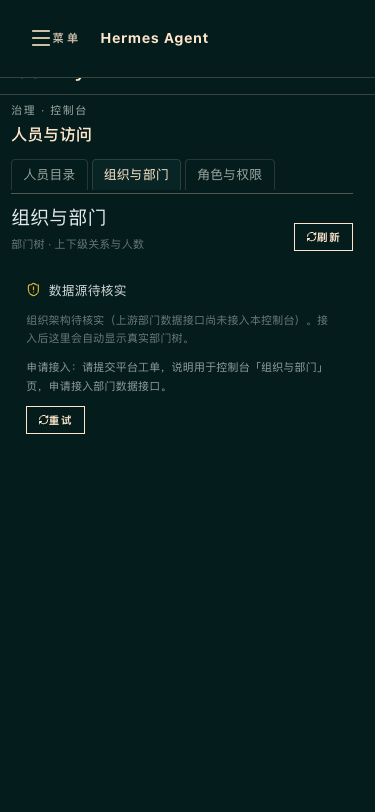 菜单
Hermes Agent
治理 · 控制台
人员与访问
人员目录
组织与部门
角色与权限
组织与部门
部门树 · 上下级关系与人数
刷新
数据源待核实
组织架构待核实（上游部门数据接口尚未接入本控制台）。接
入后这里会自动显示真实部门树。
申请接入：请提交平台工单，说明用于控制台「组织与部门」
页，申请接入部门数据接口。
重试